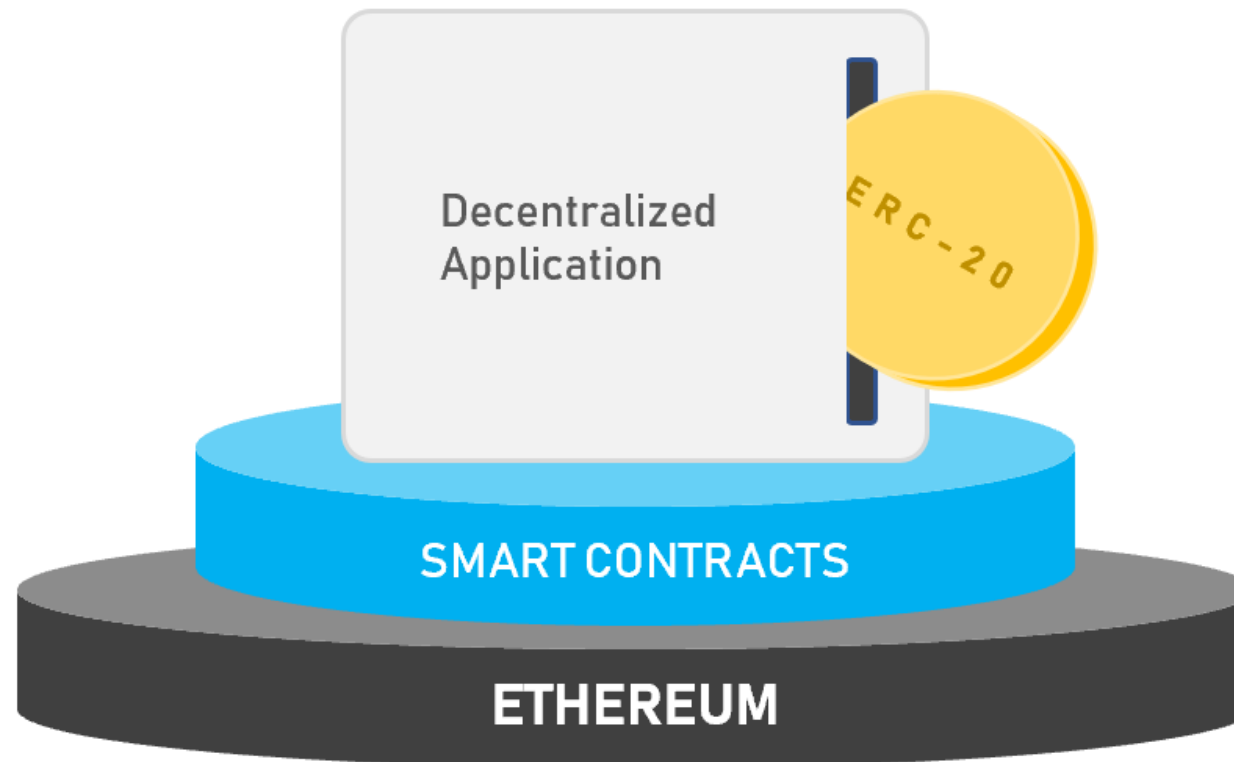 Decentralized
Application
ERC-20
SMART CONTRACTS
ETHEREUM